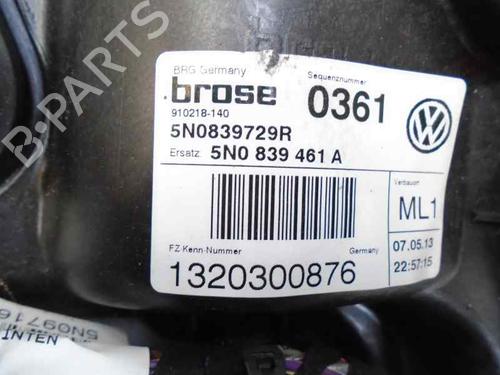 BRG Germany
Sequenznummer
brose
0361
910218-140
5N0839729R
Ersatz: 5N0 839 461 A
Verbauort
ML1
FZ Kenn-Nummer
Germany
07.05.13
1320300876
22:57:15
INTEN
B-PARTS